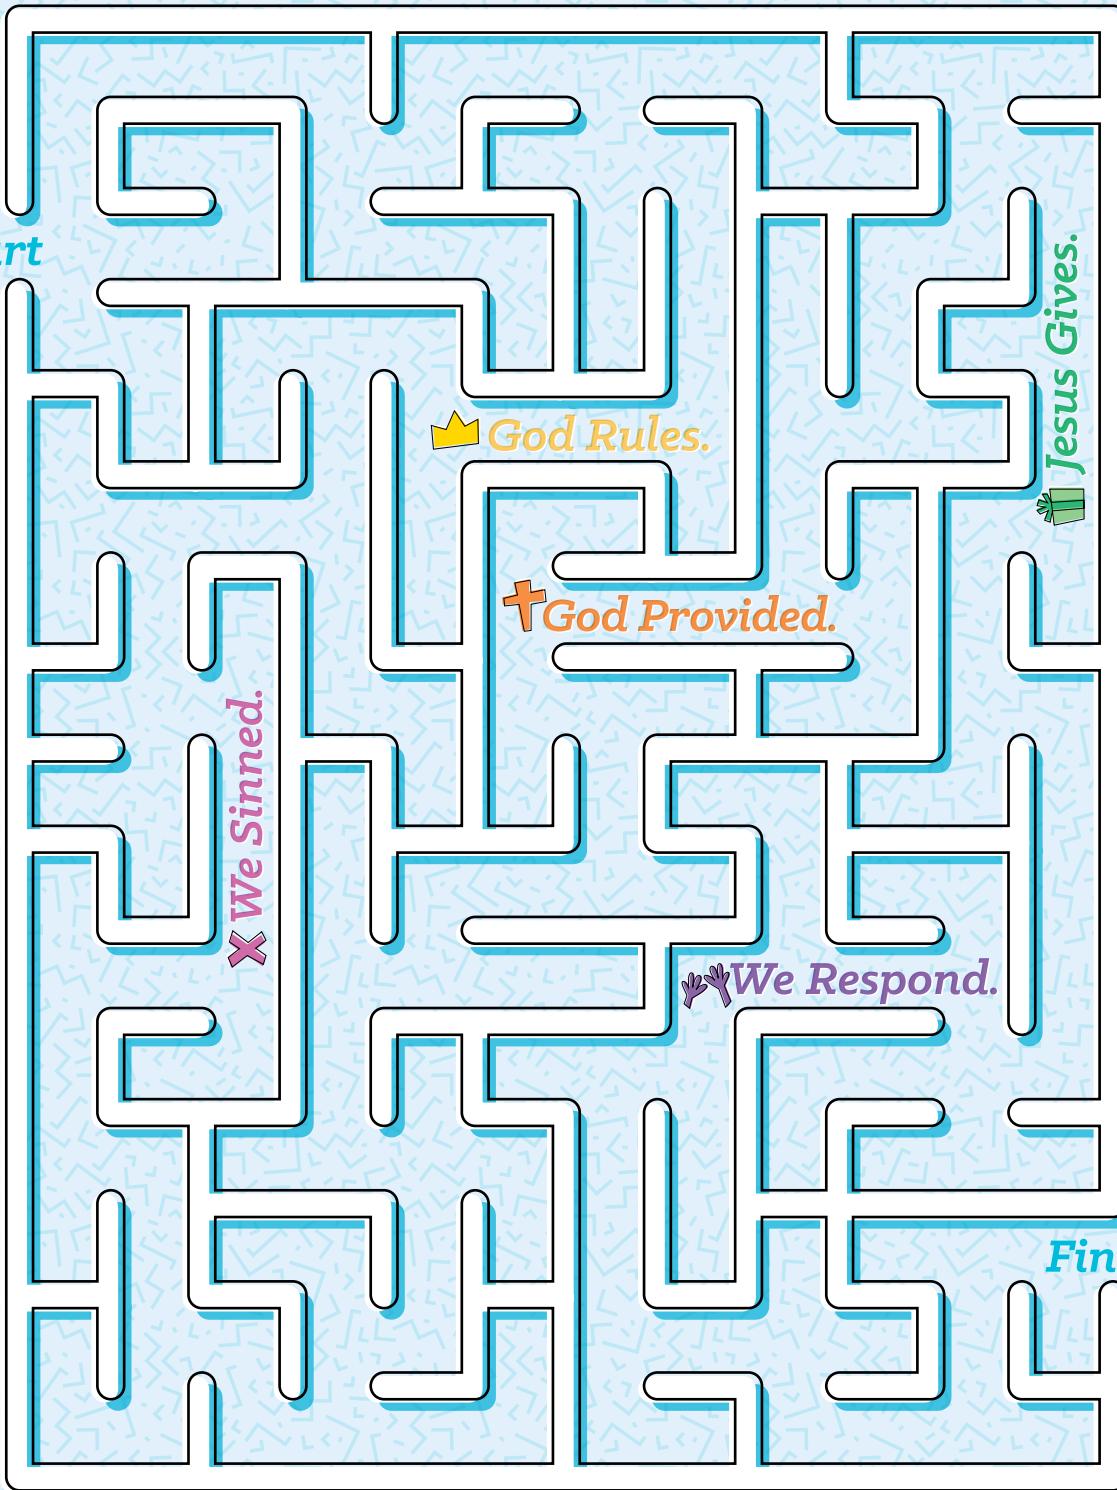 rt
Jesus Gives.
God Rules.
God Provided.
We Sinned.
We Respond.
Fin